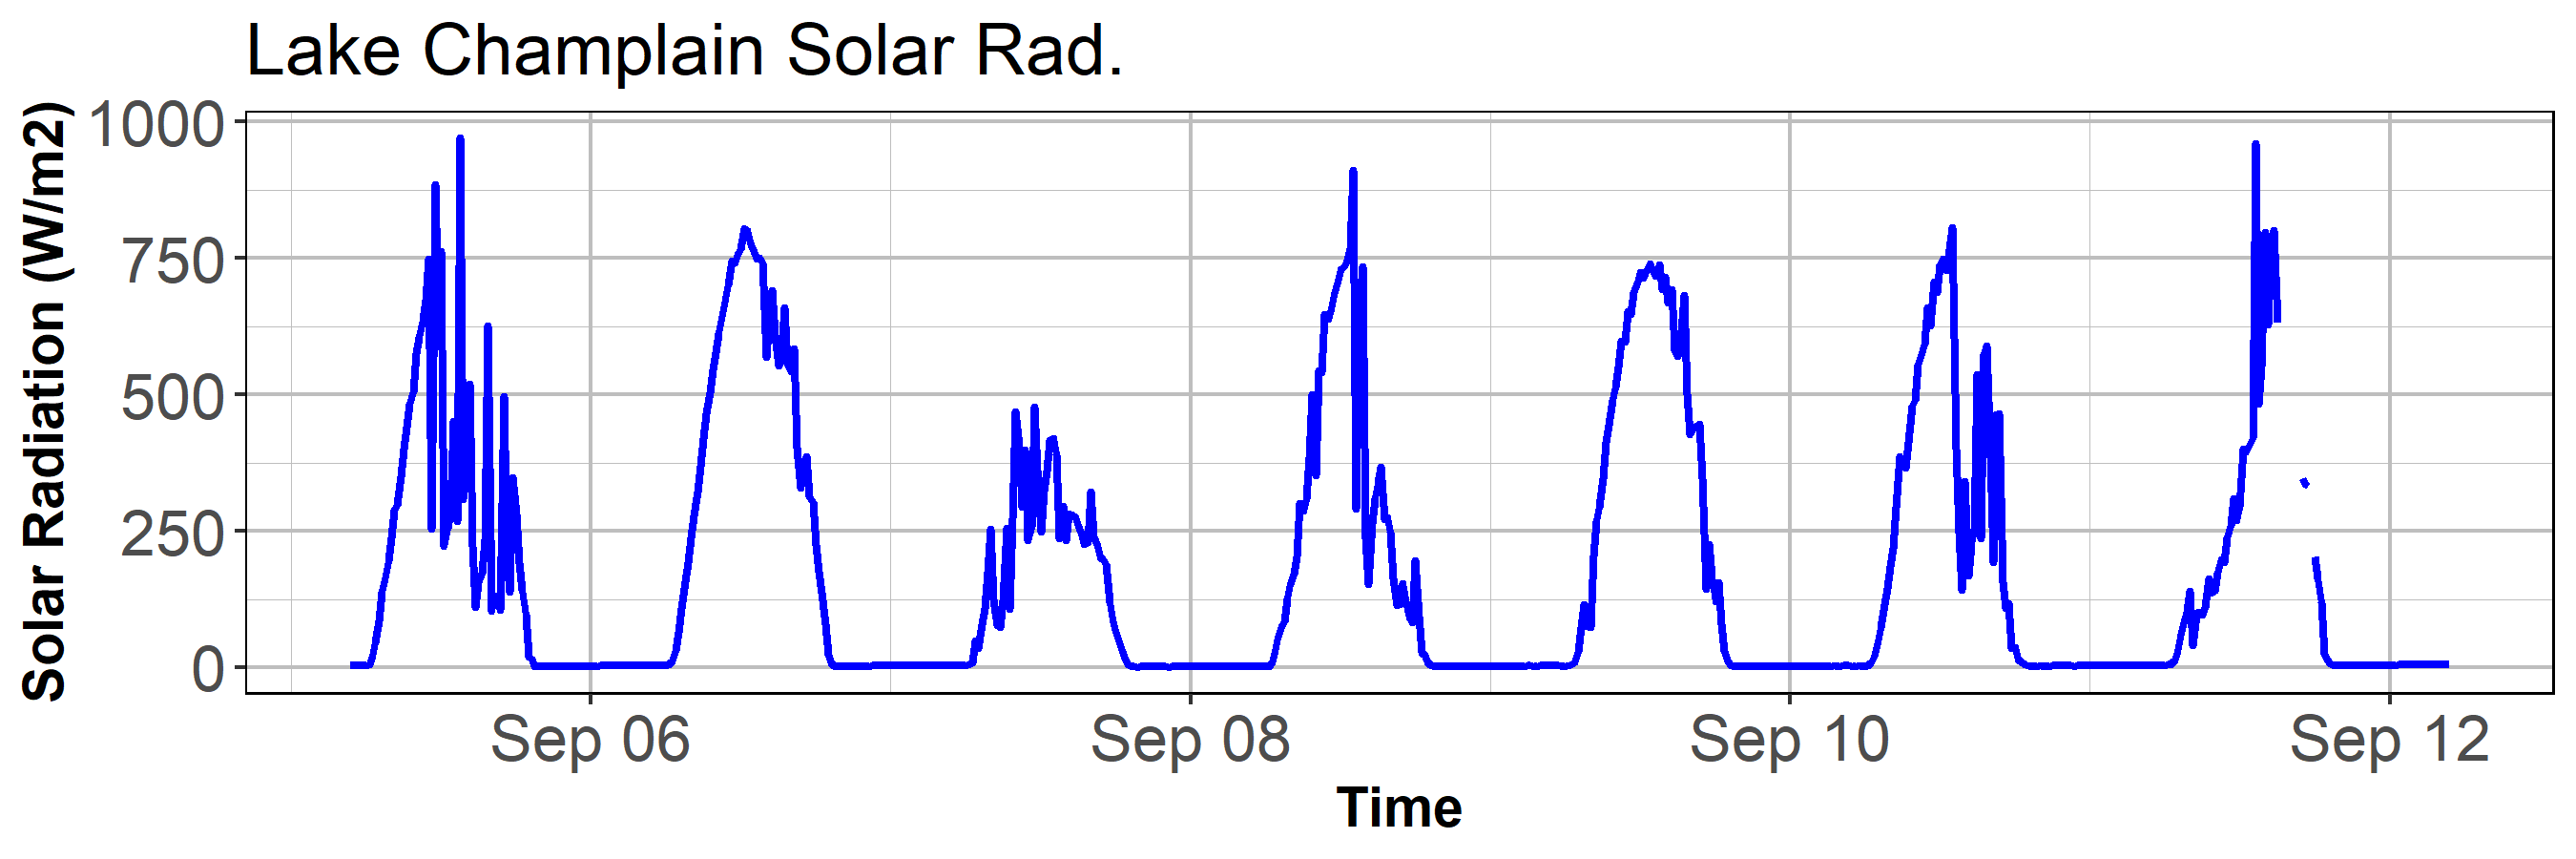 Lake Champlain Solar Rad.
Solar Radiation (W/m2)
1000
750
500
250
0
Sep 06 Sep 08 Sep 10 Sep 12
Time